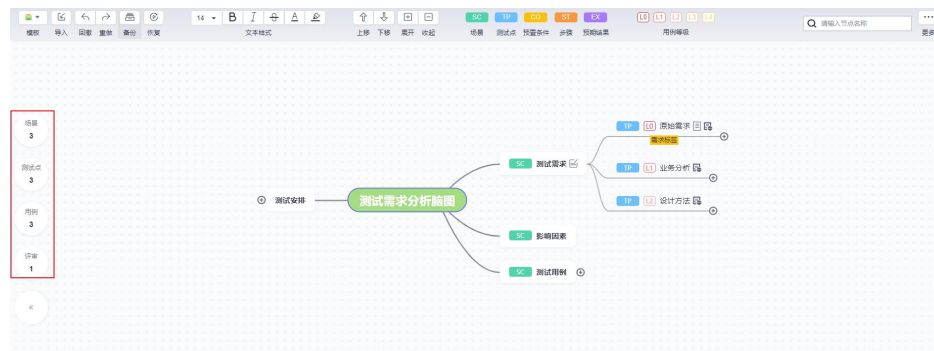 14 B I A
SC TP CO ST EX
L0 L1 L2 L3 L4
请输入节点名称
模板 导入 回撤 重做 备份 恢复 文本样式 上移 下移 展开 收起 场景 测试点 预置条件 步骤 预期结果 用例等级 更多
场景
3
测试点
3
用例
3
评审
1
TP L0 原始需求
需求标签
SC 测试需求
TP L1 业务分析
测试安排
测试需求分析脑图
TP L2 设计方法
SC 影响因素
SC 测试用例